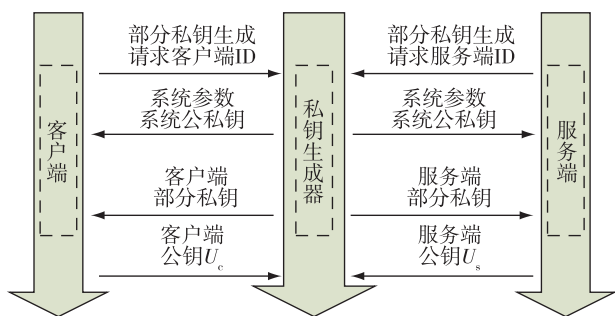 部分私钥生成
请求客户端ID
部分私钥生成
请求服务端ID
系统参数
系统公私钥
系统参数
系统公私钥
客户端
私钥生成器
服务端
客户端
部分私钥
服务端
部分私钥
客户端
公钥Uc
服务端
公钥Us